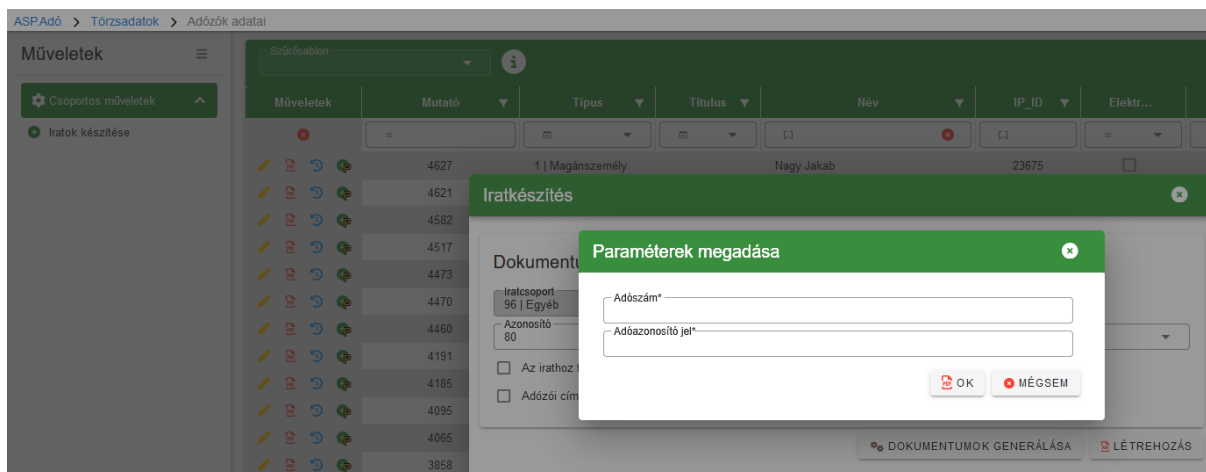 ASP.Adó > Törzsadatok > Adózók adatai
Műveletek
Szűrősablon
i
Csoportos műveletek
Iratok készítése
Műveletek Mutató Típus Titulus Név IP_ID Elektr...
= =
4627 1 | Magánszemély Nagy Jakab 23675
4621
4582
4517
4473
4470
4460
4191
4185
4095
4065
3858
Iratkészítés
Dokumentu
Iratcsoport
96 | Egyéb
Azonosító
80
Az irathoz
Adózói cím
Paraméterek megadása
Adószám*
Adóazonosító jel*
OK MÉGSEM
DOKUMENTUMOK GENERÁLÁSA LÉTREHOZÁS